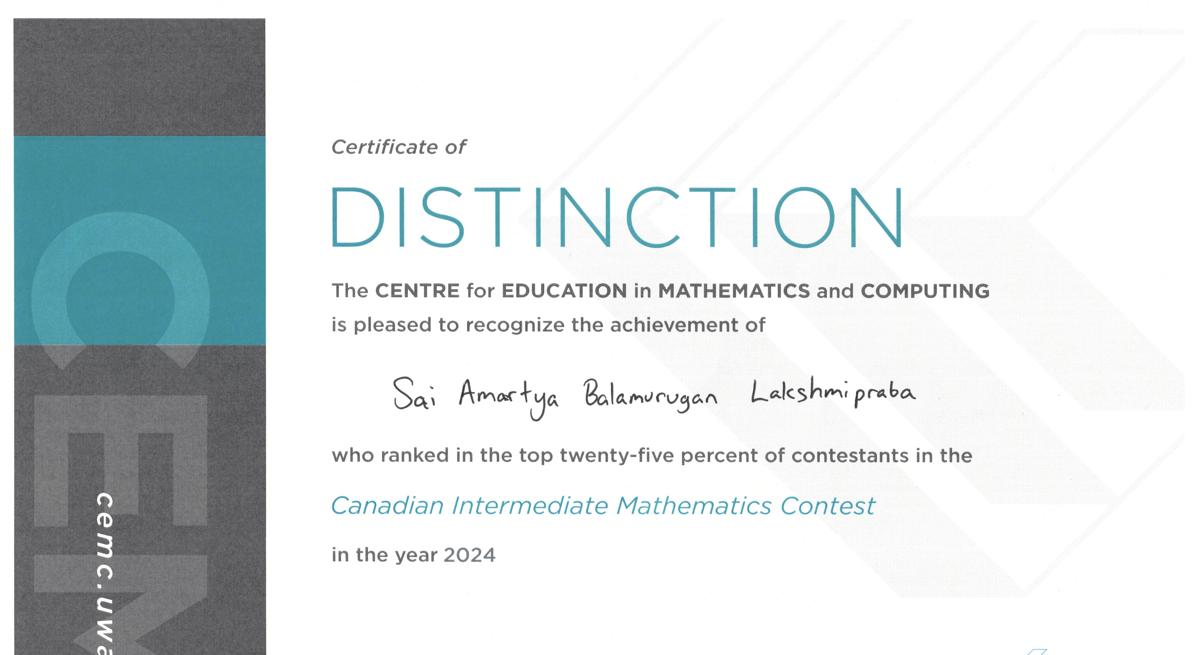 Certificate of
DISTINCTION
The CENTRE for EDUCATION in MATHEMATICS and COMPUTING
is pleased to recognize the achievement of
Sai Amartya Balamurugan Lakshmipraba
who ranked in the top twenty-five percent of contestants in the
Canadian Intermediate Mathematics Contest
in the year 2024
CEM
cemc.uwa